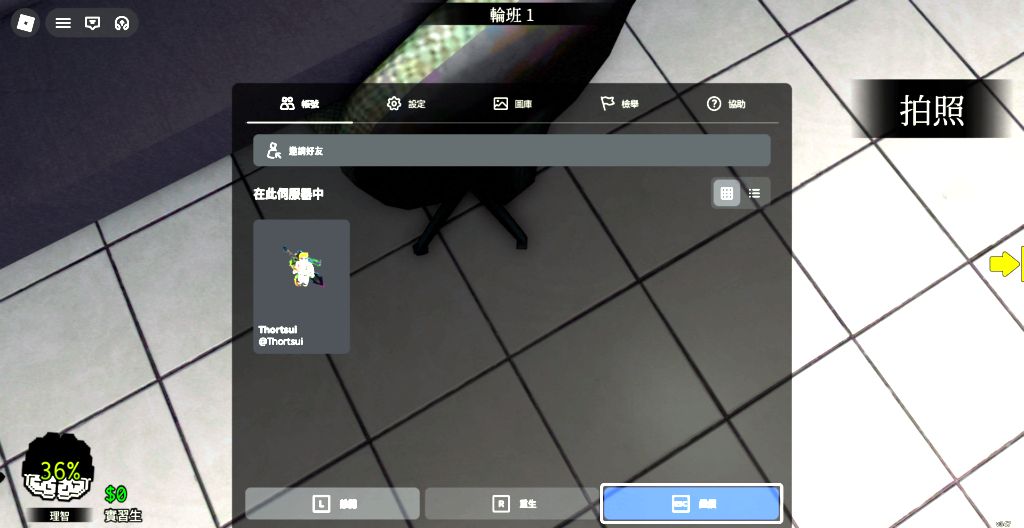 輪班 1
帳號
設定
圖庫
檢舉
協助
拍照
邀請好友
在此伺服器中
Thortsui
@Thortsui
36%
$0
理智
實習生
L
離開
R
重生
ESC
繼續